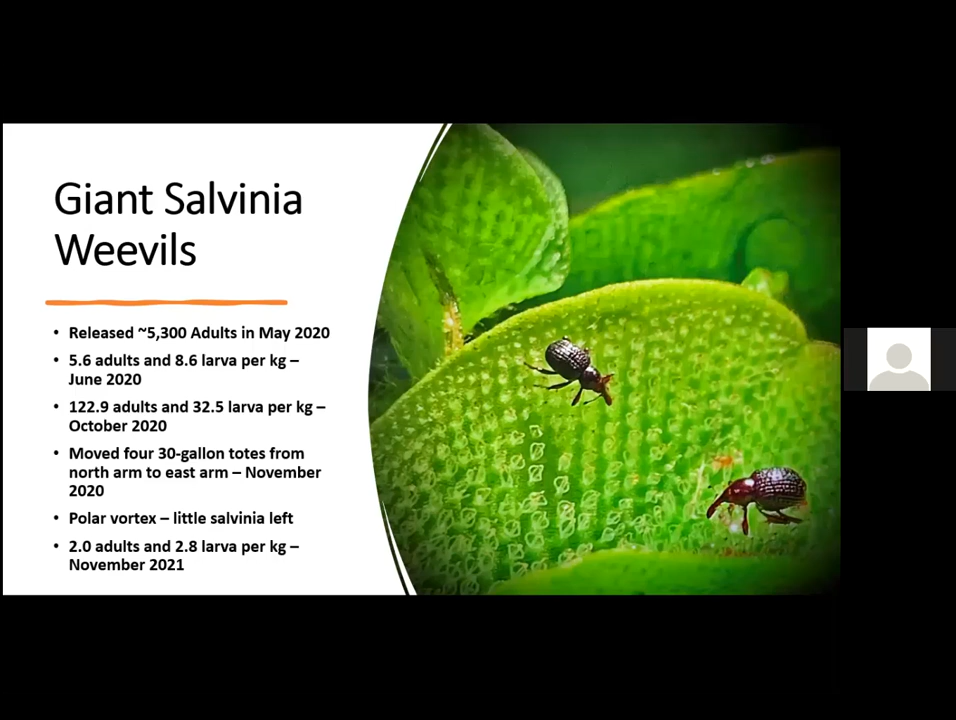 Giant Salvinia
Weevils
• Released ~5,300 Adults in May 2020
• 5.6 adults and 8.6 larva per kg –
June 2020
• 122.9 adults and 32.5 larva per kg –
October 2020
• Moved four 30-gallon totes from
north arm to east arm – November
2020
• Polar vortex – little salvinia left
• 2.0 adults and 2.8 larva per kg –
November 2021